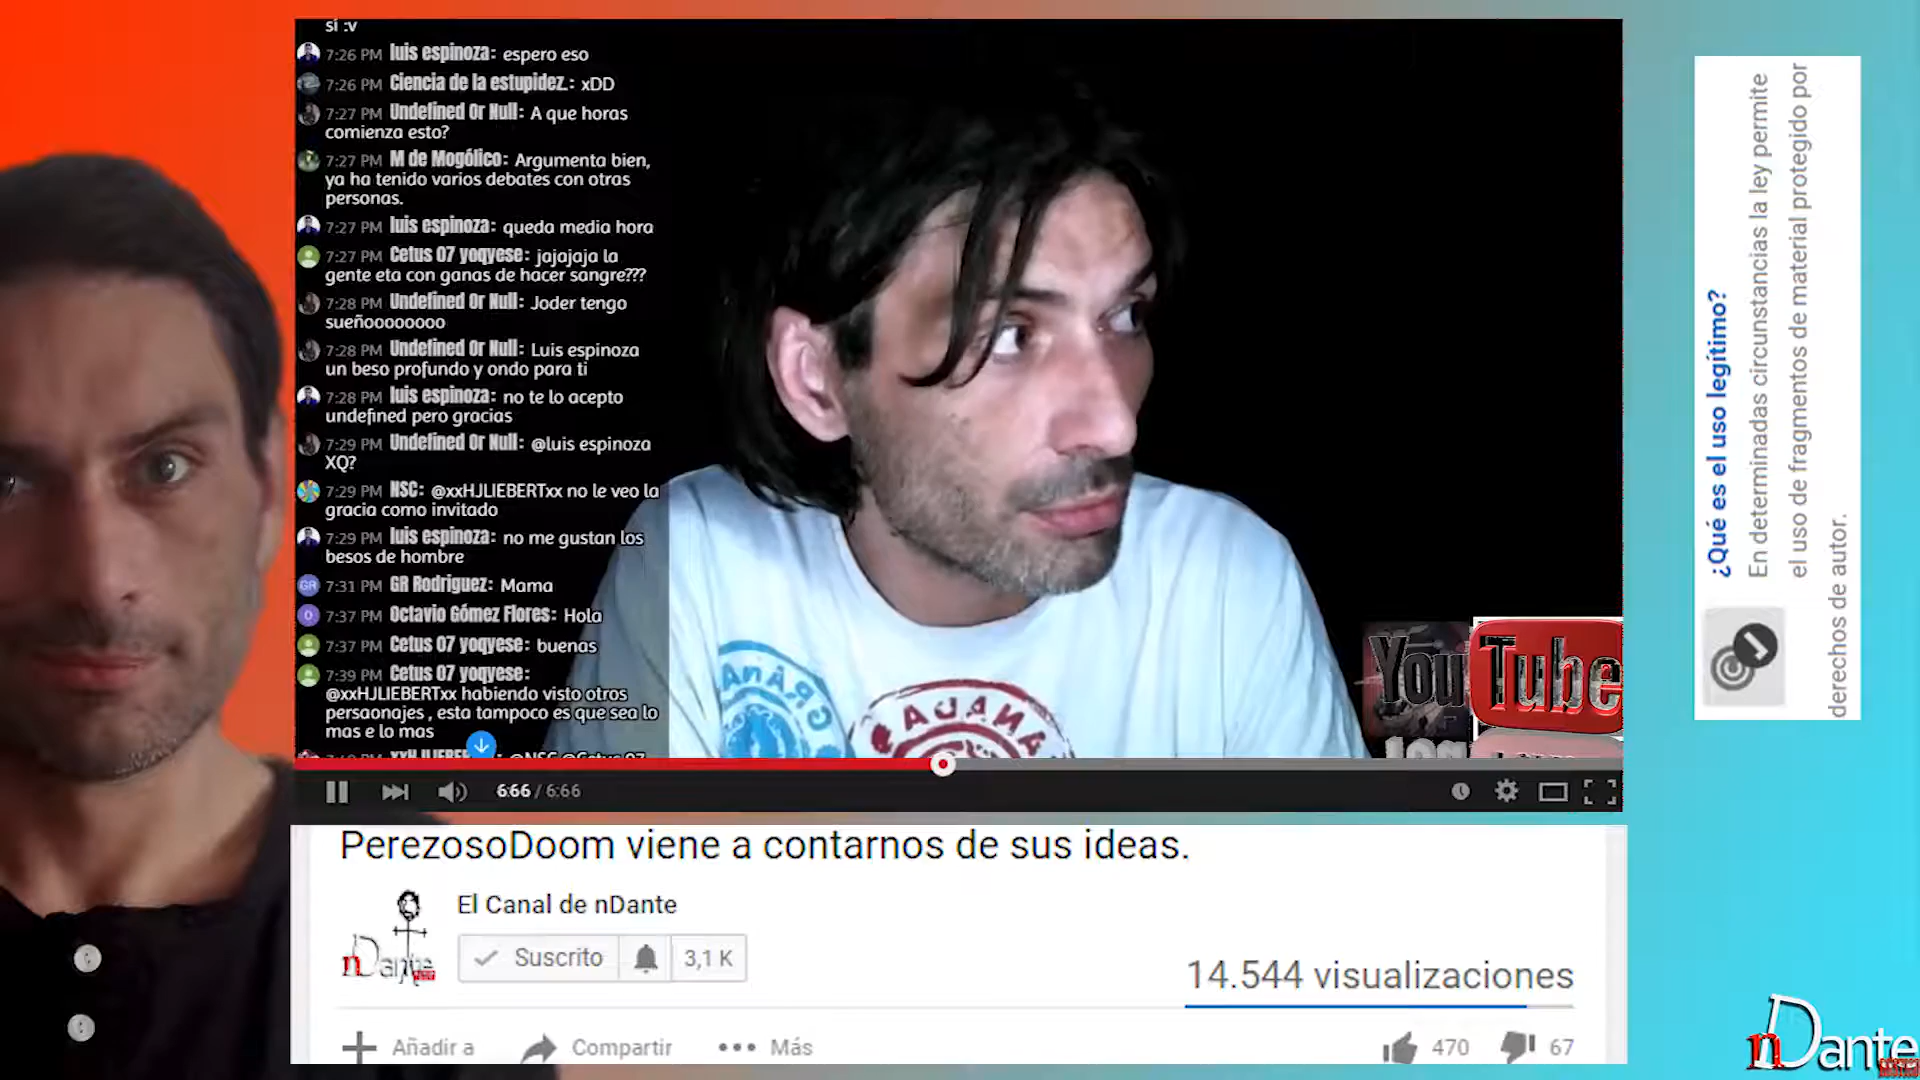 si :v
7:26 PM luis espinoza: espero eso
7:26 PM Ciencia de la estupidez.: xDD
7:27 PM Undefined Or Null: A que horas
comienza esto?
7:27 PM M de Mogólico: Argumenta bien,
ya ha tenido varios debates con otras
personas.
7:27 PM luis espinoza: queda media hora
7:27 PM Cetus 07 yoqyese: jajajaja la
gente eta con ganas de hacer sangre???
7:28 PM Undefined Or Null: Joder tengo
sueñoooooooo
7:28 PM Undefined Or Null: Luis espinoza
un beso profundo y ondo para ti
7:28 PM luis espinoza: no te lo acepto
undefined pero gracias
7:29 PM Undefined Or Null: @luis espinoza
XQ?
7:29 PM NSC: @xxHJLIEBERTxx no le veo la
gracia como invitado
7:29 PM luis espinoza: no me gustan los
besos de hombre
GR 7:31 PM GR Rodriguez: Mama
O 7:37 PM Octavio Gómez Flores: Hola
7:37 PM Cetus 07 yoqyese: buenas
7:39 PM Cetus 07 yoqyese:
@xxHJLIEBERTxx habiendo visto otros
persaonajes , esta tampoco es que sea lo
mas e lo mas
GRANA
ANAUA
YouTube
6:66 / 6:66
PerezosoDoom viene a contarnos de sus ideas.
nDante
El Canal de nDante
Suscrito 3,1 K
14.544 visualizaciones
Añadir a Compartir Más 470 67
¿Qué es el uso legítimo?
En determinadas circunstancias la ley permite
el uso de fragmentos de material protegido por
derechos de autor.
nDante